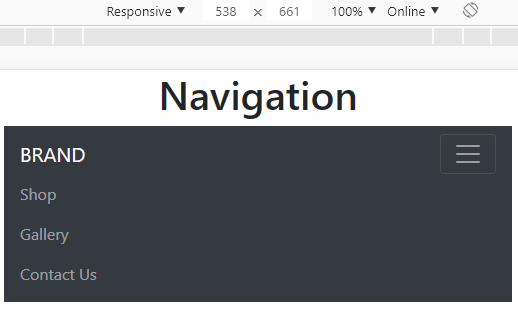 Responsive ▼ 538 × 661 100% ▼ Online ▼
Navigation
BRAND
Shop
Gallery
Contact Us